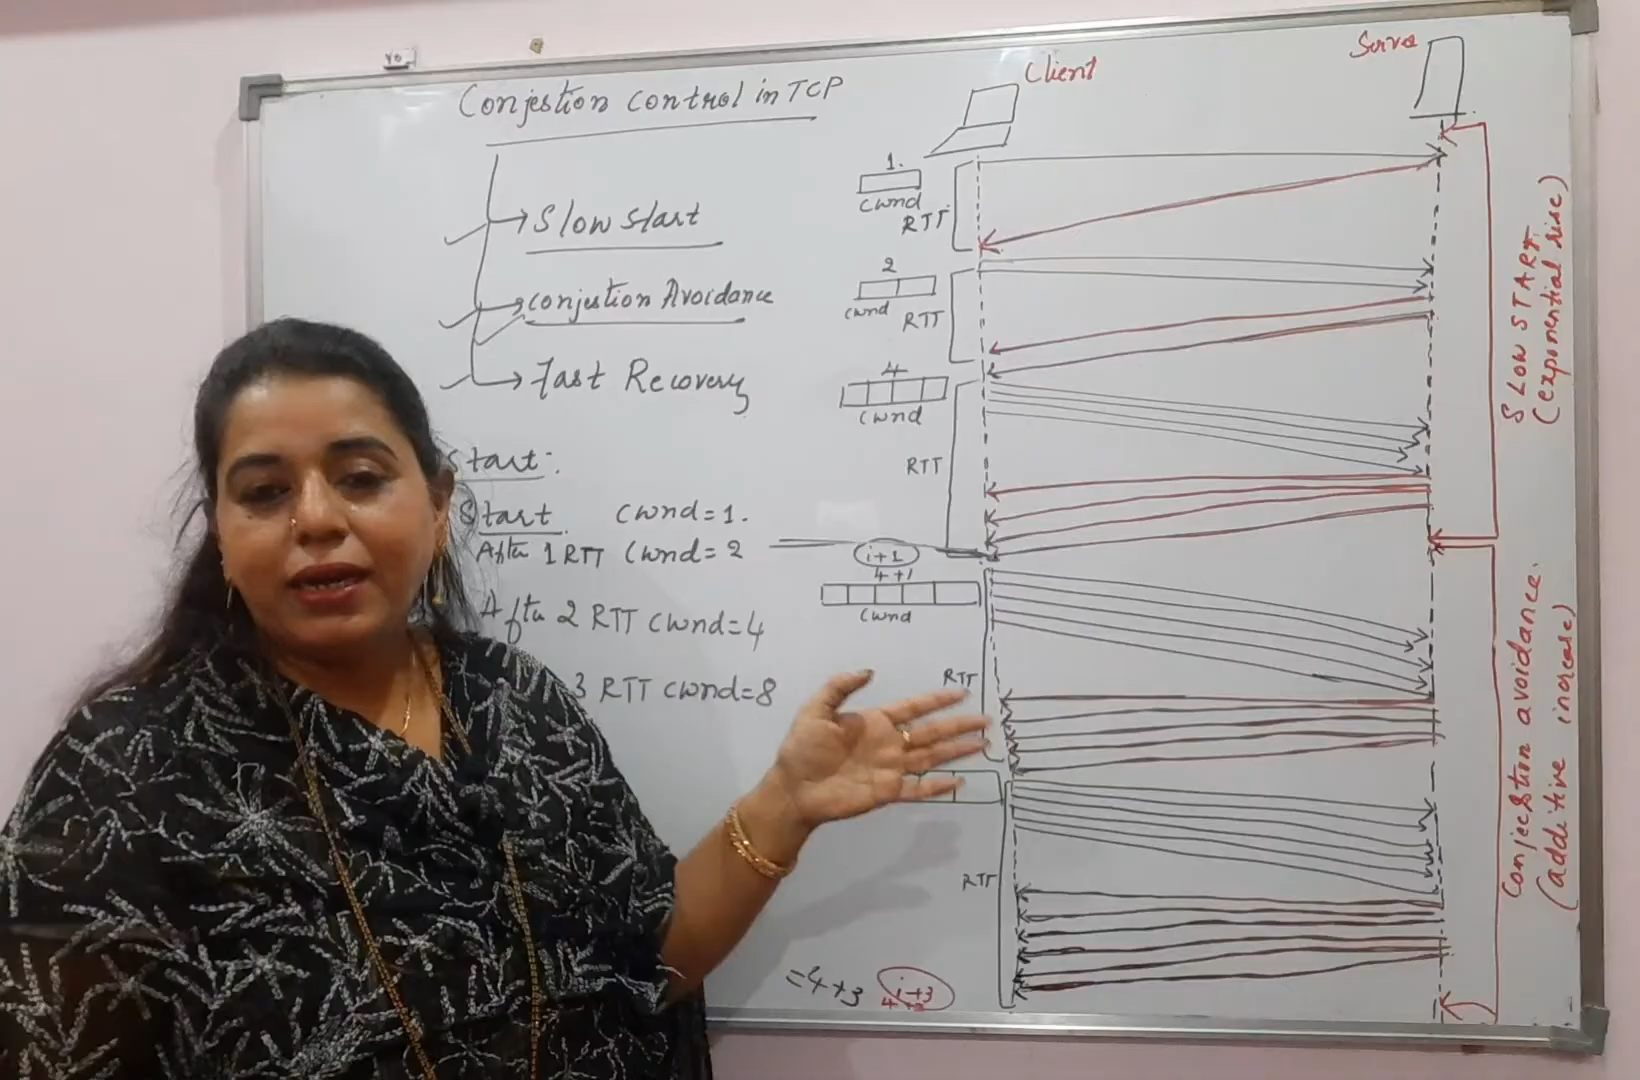 Conjestion control in TCP
Slow start
Conjestion Avoidance
Fast Recovery
Start:
Start cwnd=1.
After 1 RTT cwnd=2
After 2 RTT cwnd=4
3 RTT cwnd=8
Client
1.
cwnd
RTT
2
cwnd
RTT
4
cwnd
RTT
i+1
4+1
cwnd
RTT
RTT
=4+3
i+3
Server
SLOW START
(exponential rise)
Conjection avoidance.
(additive increase)